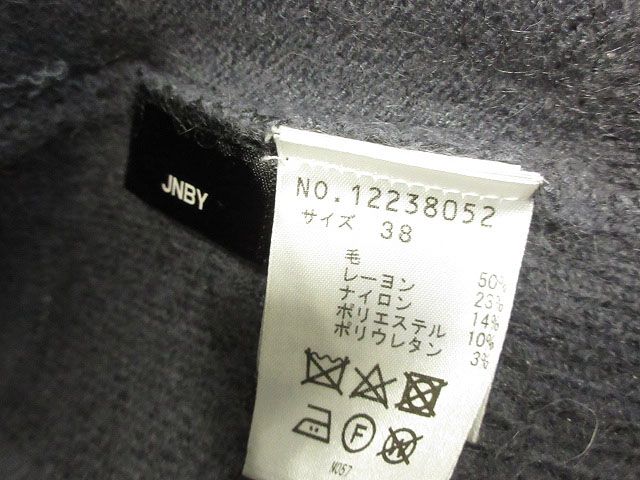 JNBY
NO.12238052
サイズ 38
毛 50%
レーヨン 23%
ナイロン 14%
ポリエステル 10%
ポリウレタン 3%
F
W